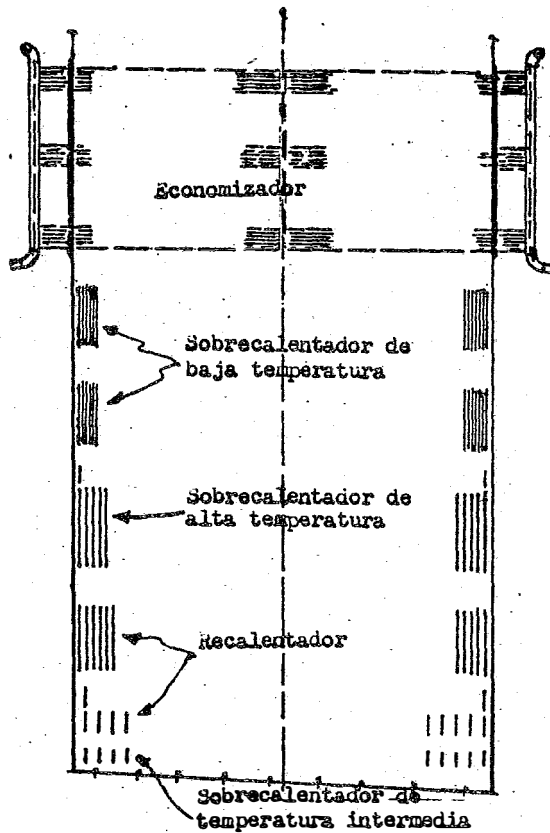 Economizador
Sobrecalentador de
baja temperatura
Sobrecalentador de
alta temperatura
Recalentador
Sobrecalentador de
temperatura intermedia